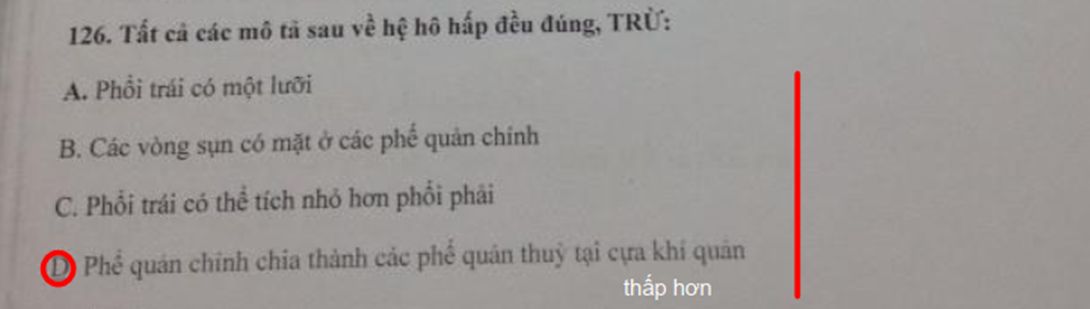 126. Tất cả các mô tả sau về hệ hô hấp đều đúng, TRỪ:
A. Phổi trái có một lưỡi
B. Các vòng sụn có mặt ở các phế quản chính
C. Phổi trái có thể tích nhỏ hơn phổi phải
D. Phế quản chính chia thành các phế quản thuỳ tại cựa khí quản
thấp hơn